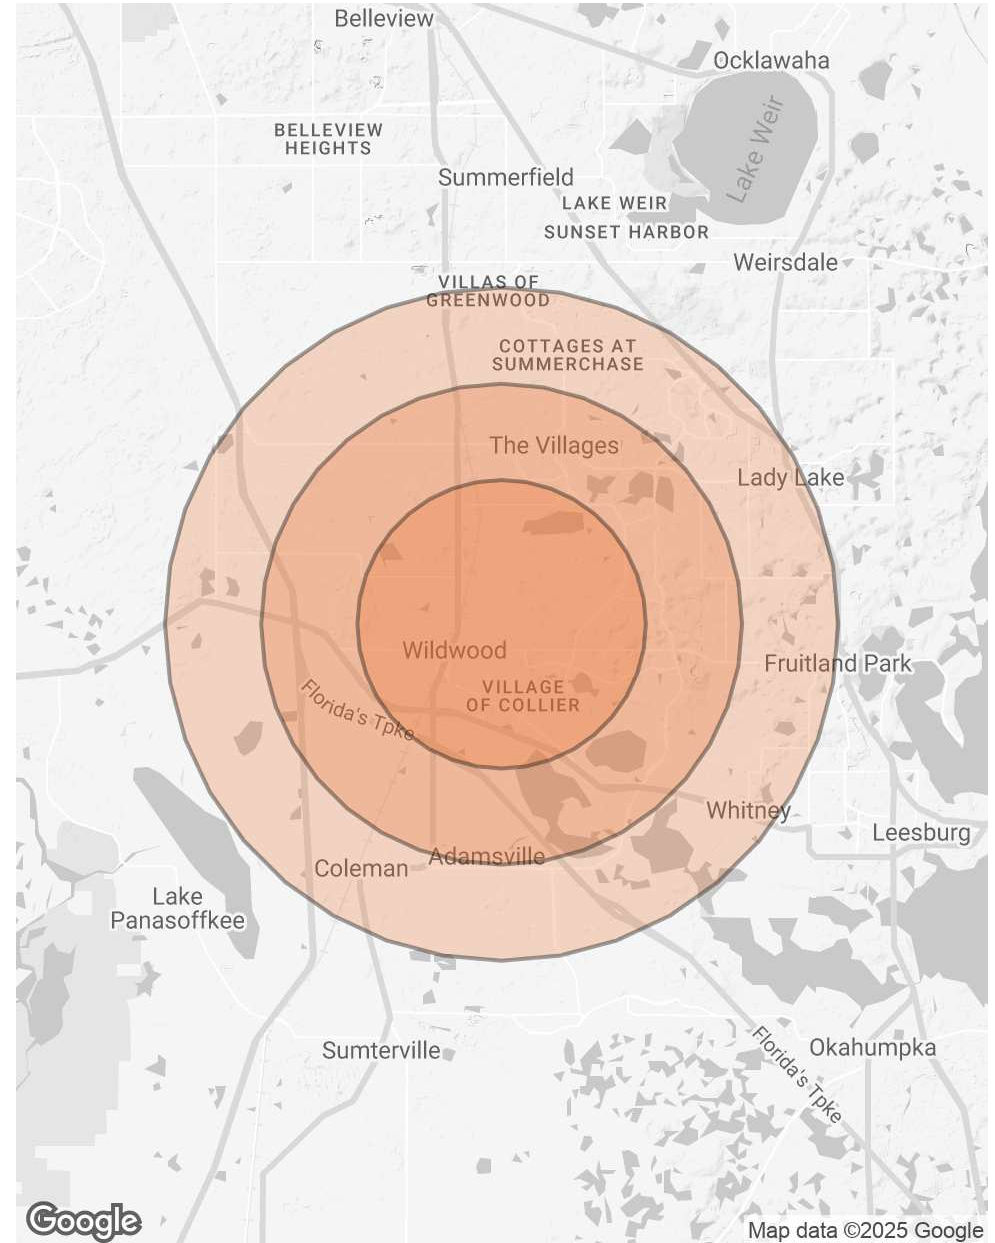 Belleview
Ocklawaha
BELLEVIEW
HEIGHTS
Lake Weir
Summerfield
LAKE WEIR
SUNSET HARBOR
Weirsdale
VILLAS OF
GREENWOOD
COTTAGES AT
SUMMERCHASE
The Villages
Lady Lake
Wildwood
Fruitland Park
VILLAGE
OF COLLIER
Florida's Tpke
Whitney
Leesburg
Adamsville
Coleman
Lake
Panasoffkee
Sumterville
Okahumpka
Florida's Tpke
Google
Map data ©2025 Google